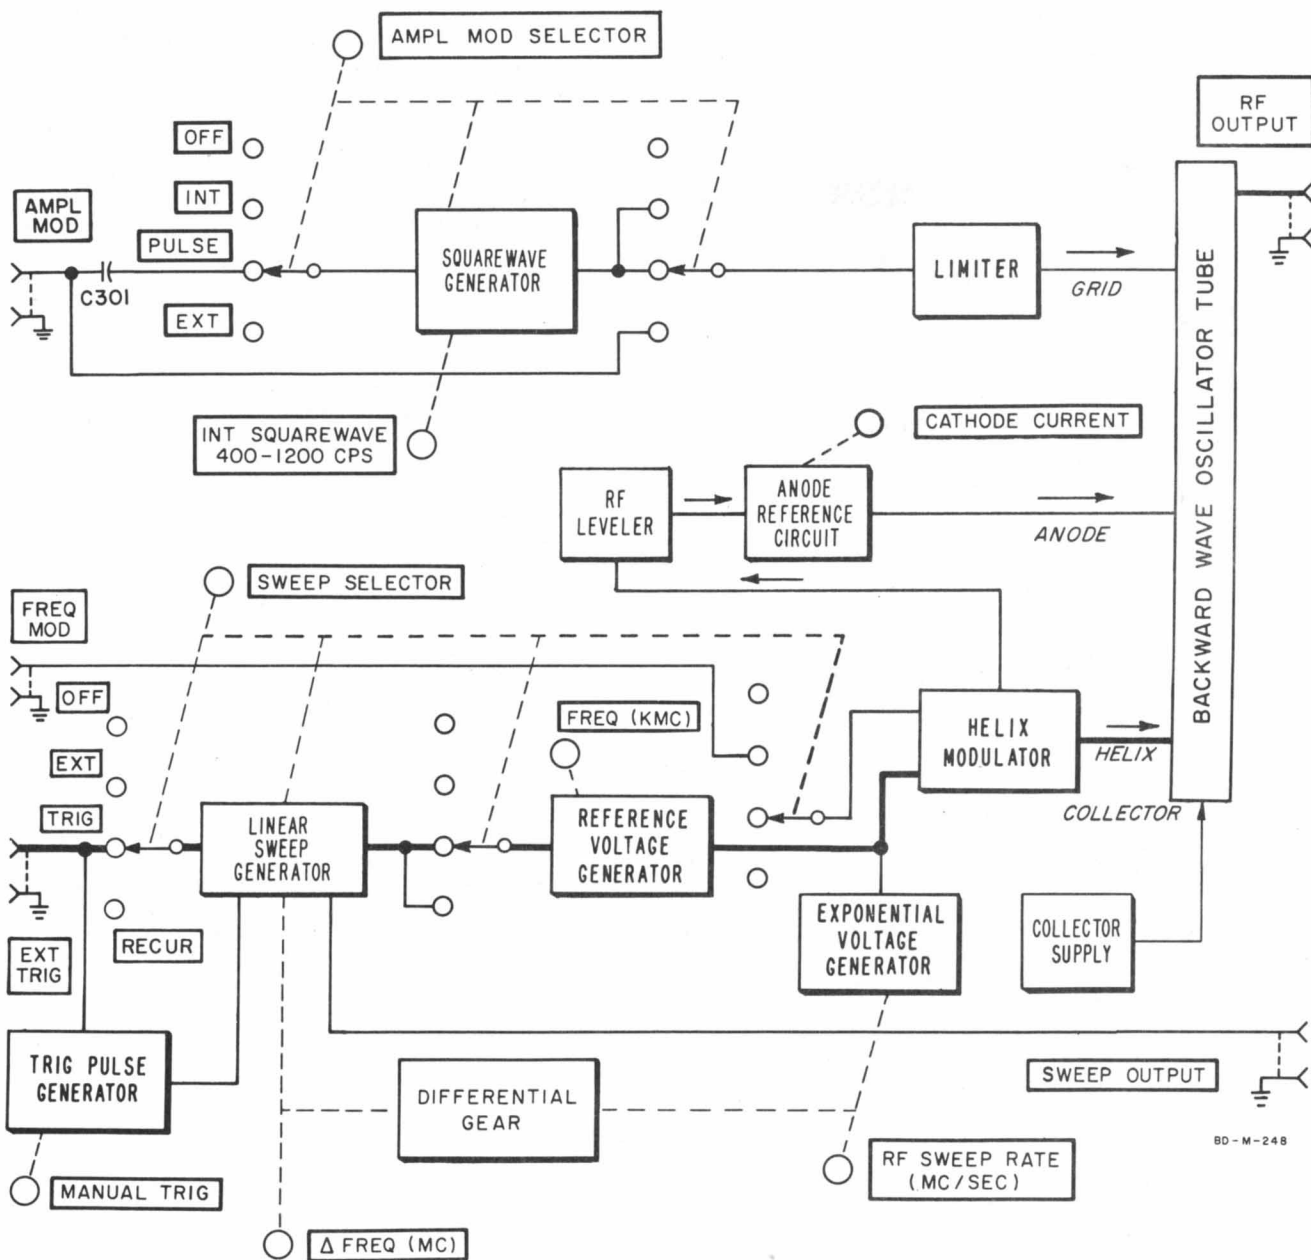 AMPL MOD SELECTOR
RF
OUTPUT
OFF
INT
AMPL
MOD
PULSE
C301
EXT
SQUAREWAVE
GENERATOR
LIMITER
GRID
BACKWARD WAVE OSCILLATOR TUBE
INT SQUAREWAVE
400-1200 CPS
CATHODE CURRENT
RF
LEVELER
ANODE
REFERENCE
CIRCUIT
ANODE
SWEEP SELECTOR
FREQ
MOD
OFF
EXT
TRIG
FREQ (KMC)
HELIX
MODULATOR
HELIX
COLLECTOR
LINEAR
SWEEP
GENERATOR
REFERENCE
VOLTAGE
GENERATOR
RECUR
EXT
TRIG
EXPONENTIAL
VOLTAGE
GENERATOR
COLLECTOR
SUPPLY
TRIG PULSE
GENERATOR
DIFFERENTIAL
GEAR
SWEEP OUTPUT
BD-M-248
MANUAL TRIG
RF SWEEP RATE
(MC/SEC)
Δ FREQ (MC)